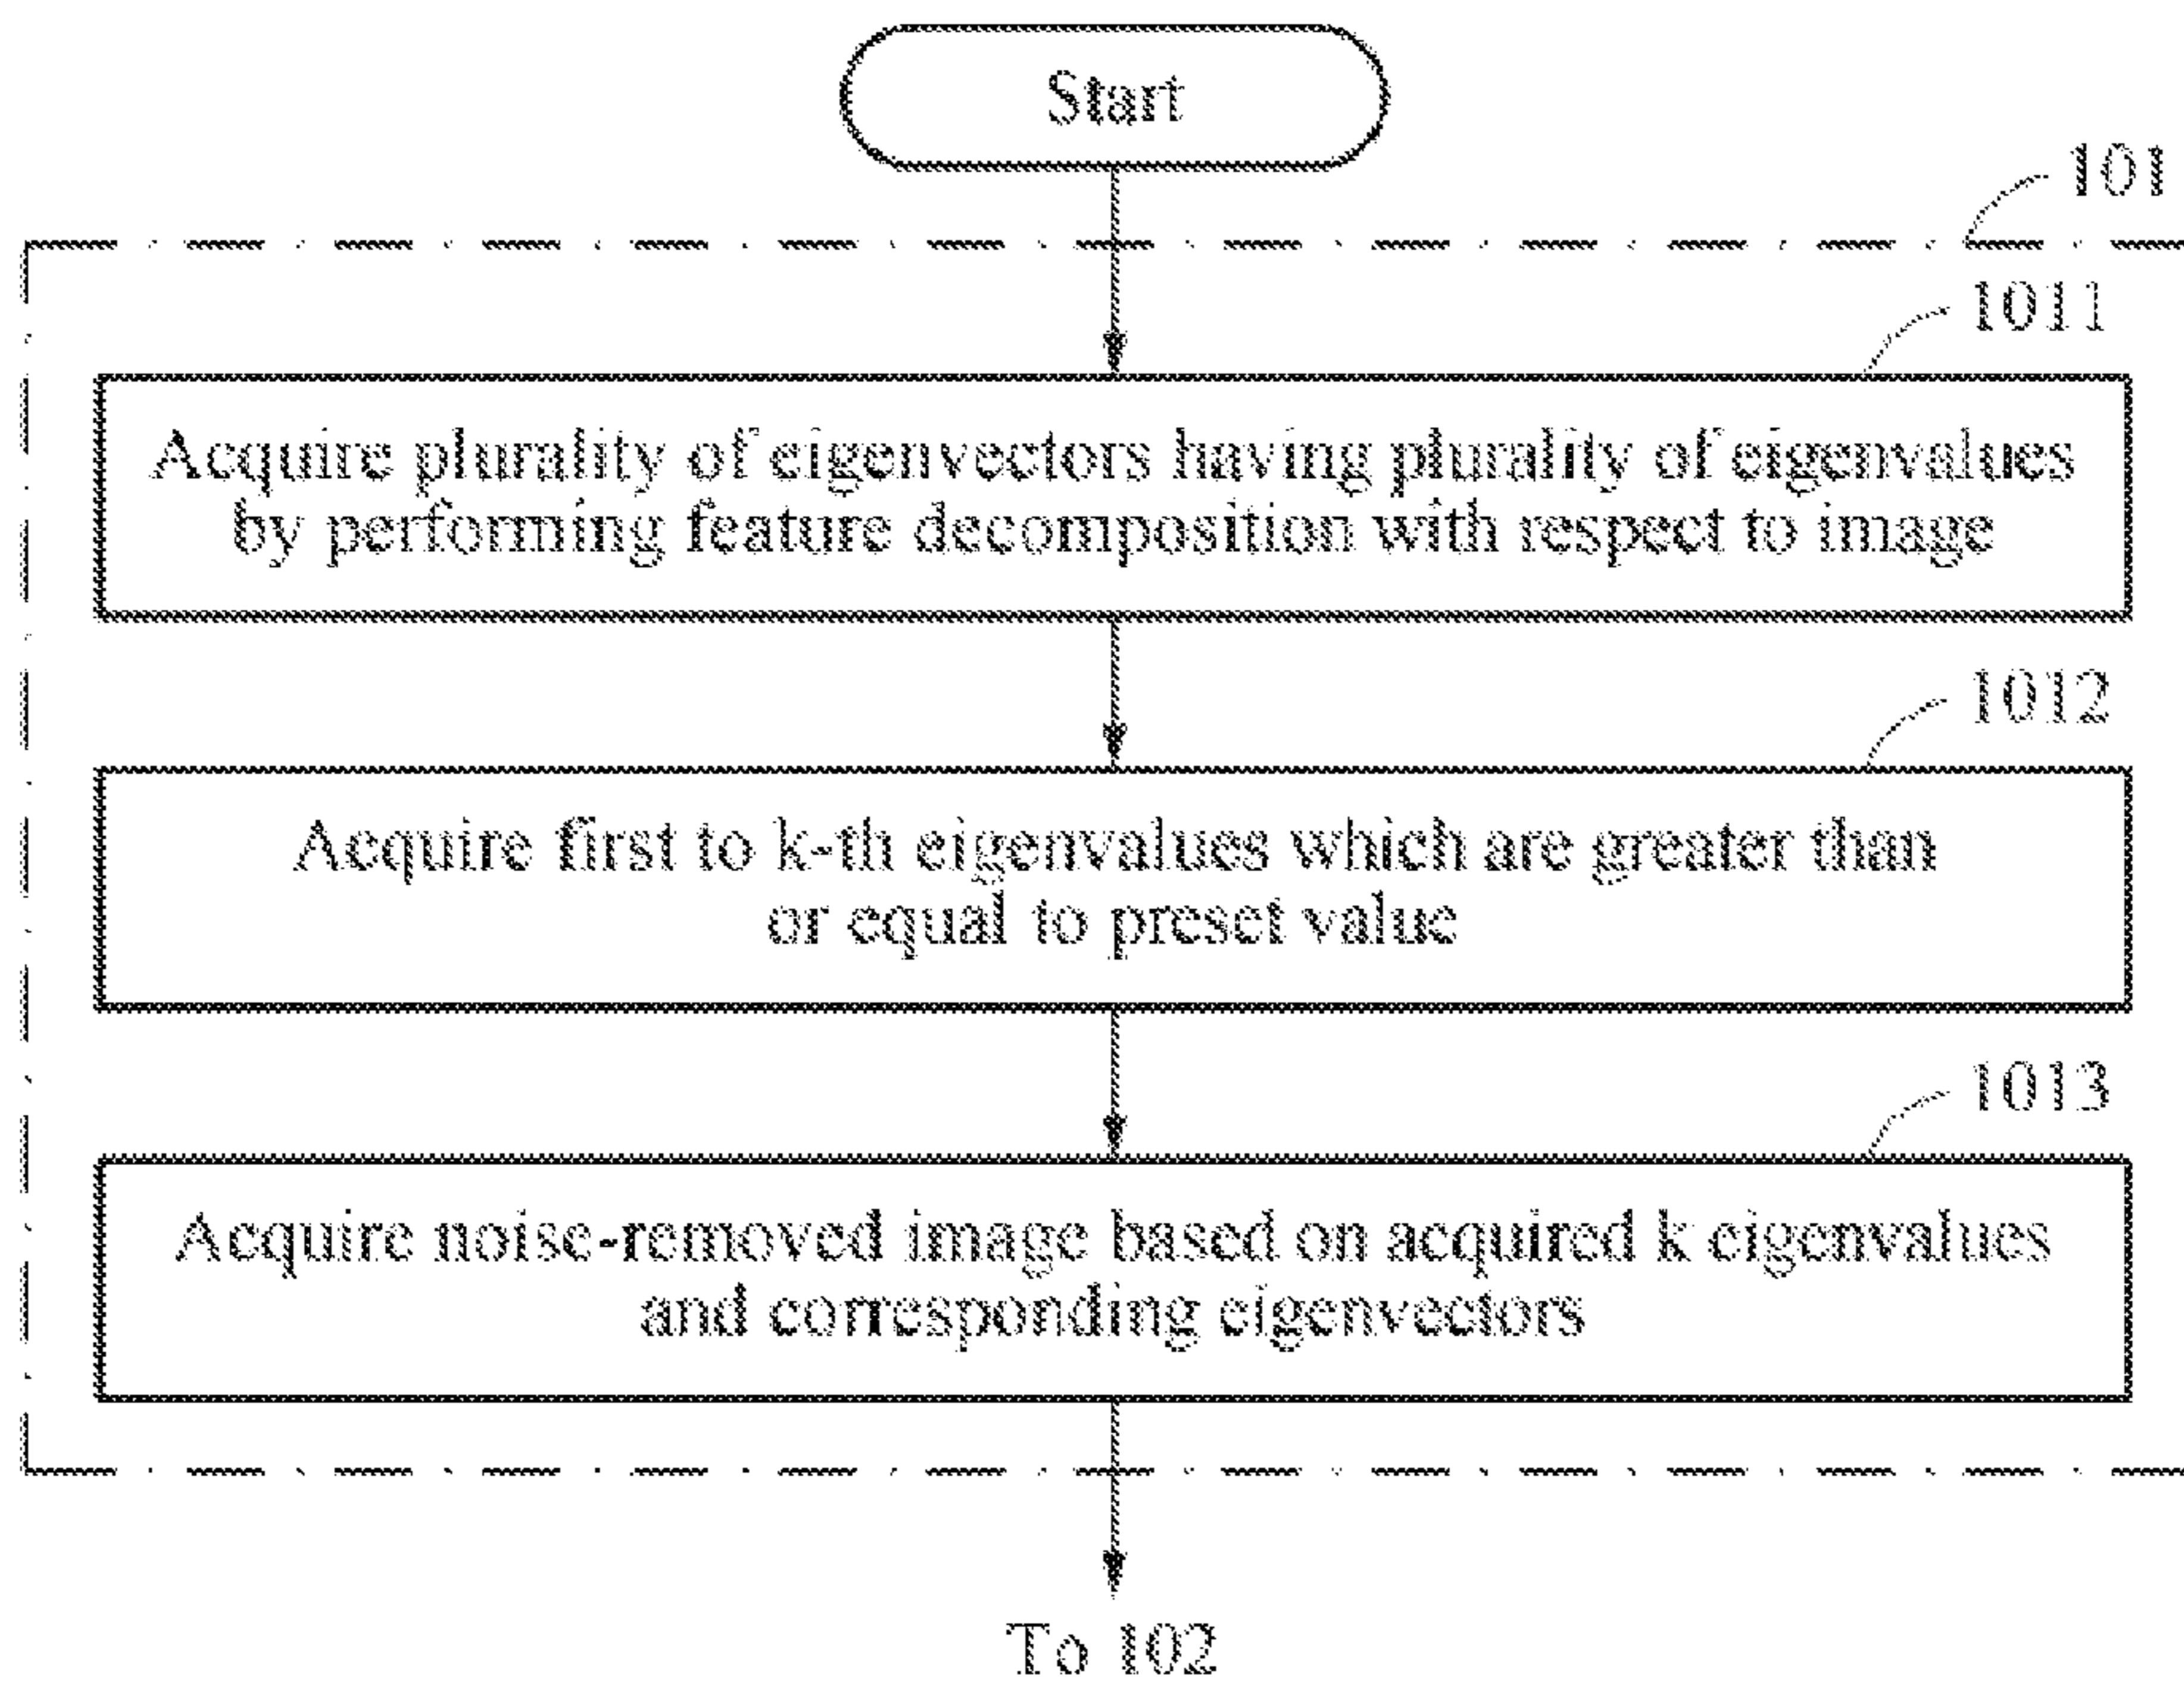 Start
101
1011
Acquire plurality of eigenvectors having plurality of eigenvalues
by performing feature decomposition with respect to image
1012
Acquire first to k-th eigenvalues which are greater than
or equal to preset value
1013
Acquire noise-removed image based on acquired k eigenvalues
and corresponding eigenvectors
To 102